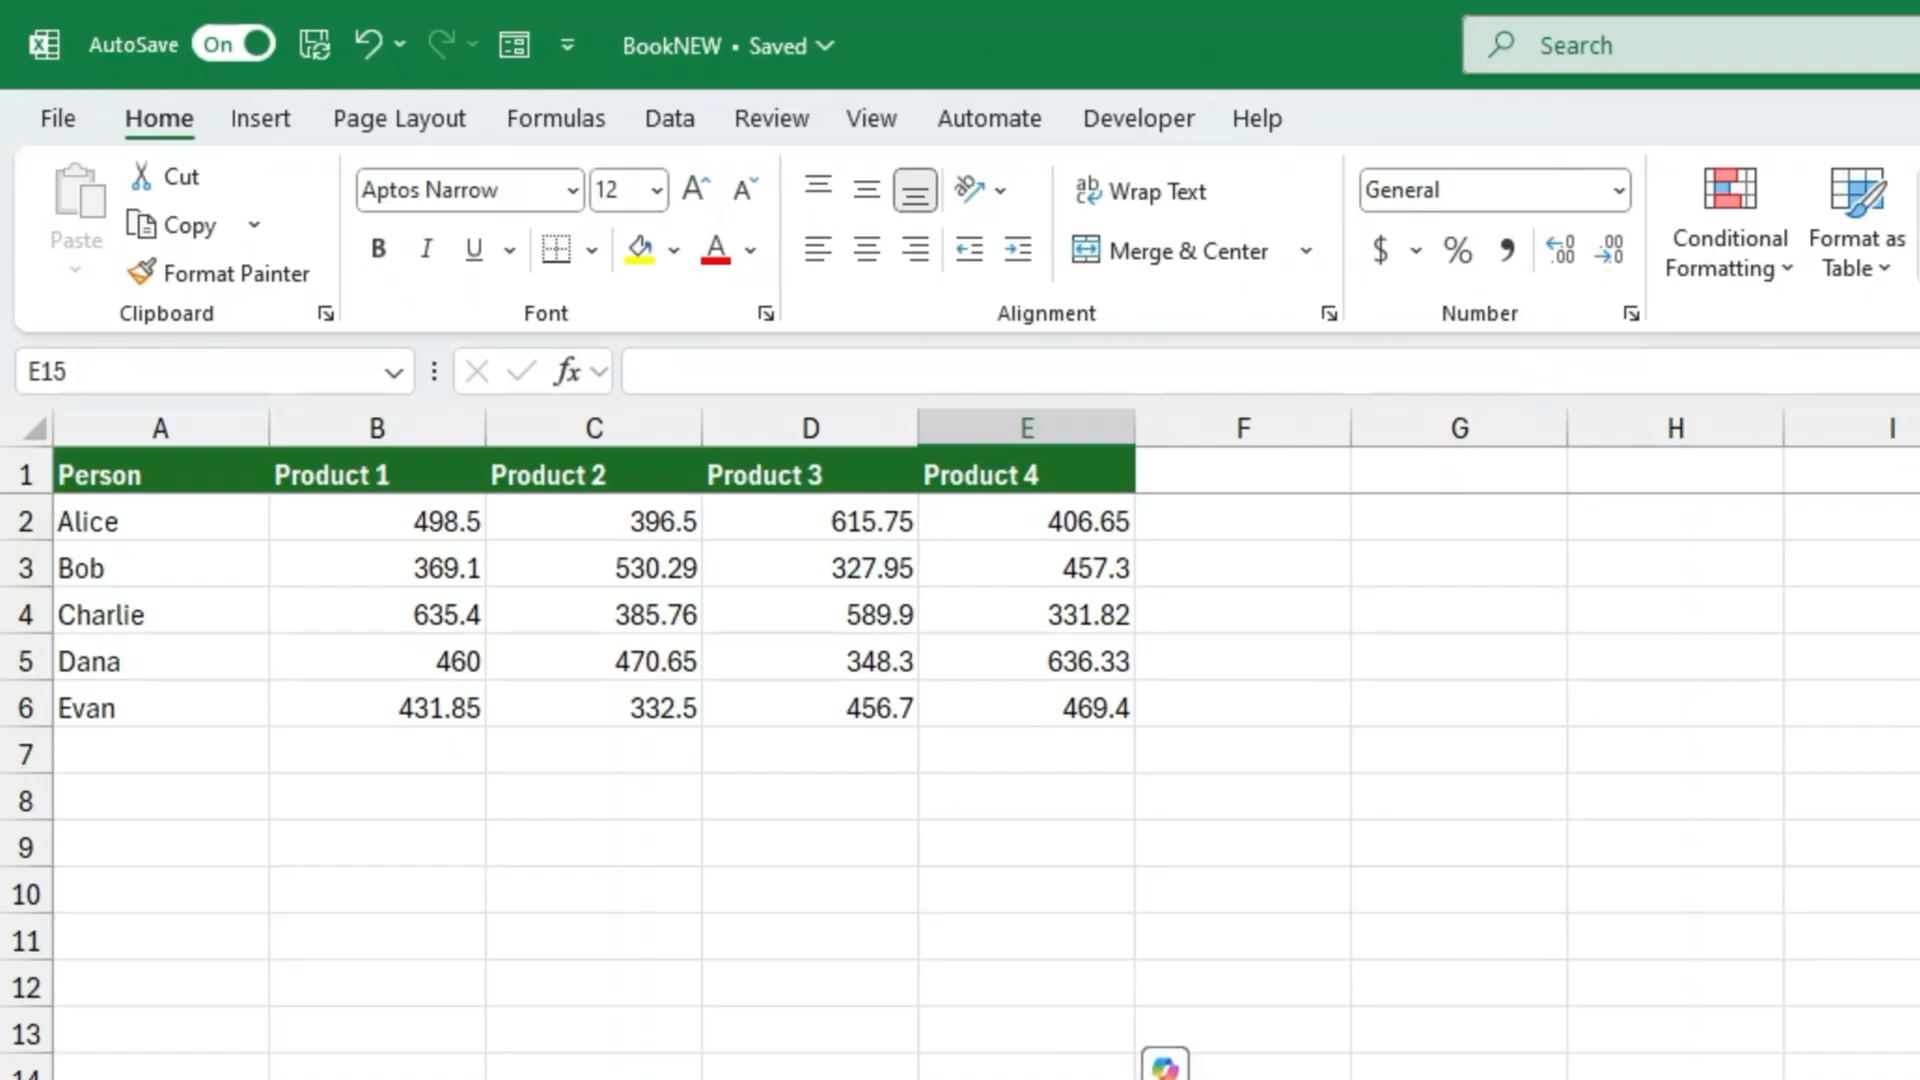 AutoSave On BookNEW • Saved Search
File Home Insert Page Layout Formulas Data Review View Automate Developer Help
Paste Cut Copy Format Painter
Clipboard
Aptos Narrow 12
B I U A
Font
Wrap Text
Merge & Center
Alignment
General
$ % , .00 .00
Number
Conditional Formatting
Format as Table
E15 fx
A B C D E F G H I
1 Person Product 1 Product 2 Product 3 Product 4
2 Alice 498.5 396.5 615.75 406.65
3 Bob 369.1 530.29 327.95 457.3
4 Charlie 635.4 385.76 589.9 331.82
5 Dana 460 470.65 348.3 636.33
6 Evan 431.85 332.5 456.7 469.4
7
8
9
10
11
12
13
14